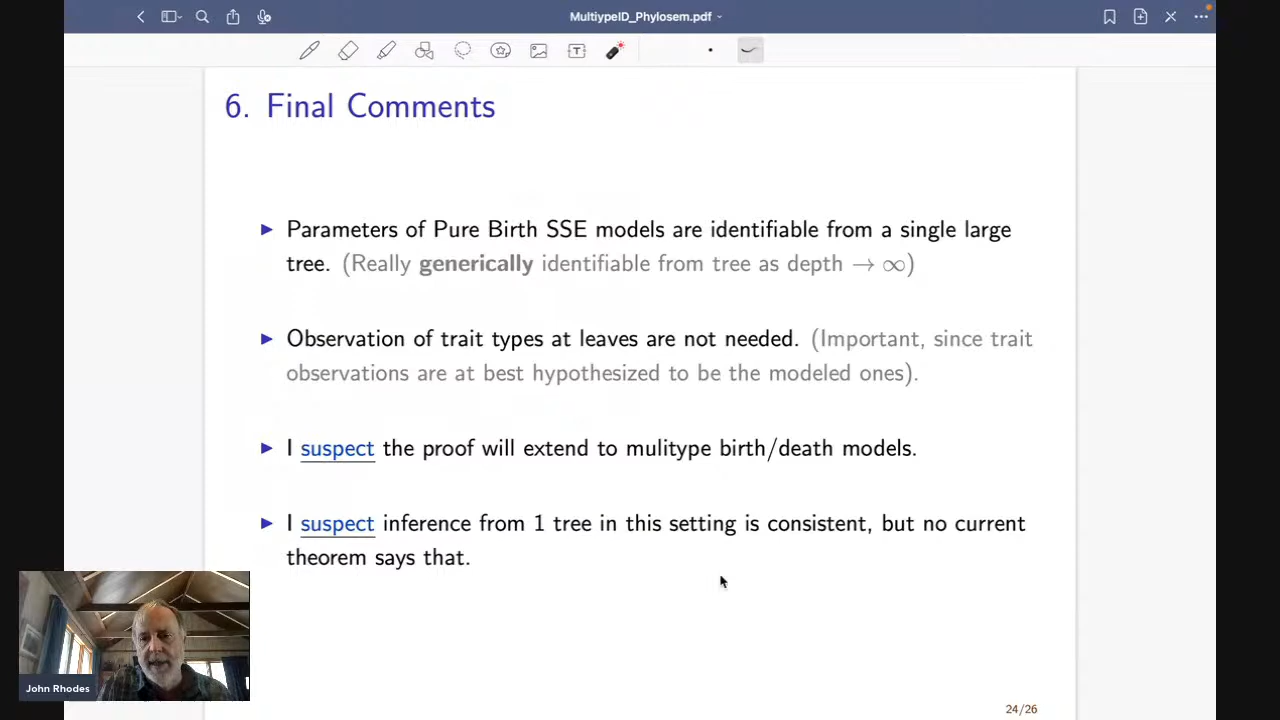 MultiypeID_Phylosem.pdf
6. Final Comments
▶ Parameters of Pure Birth SSE models are identifiable from a single large
tree. (Really generically identifiable from tree as depth → ∞)
▶ Observation of trait types at leaves are not needed. (Important, since trait
observations are at best hypothesized to be the modeled ones).
▶ I suspect the proof will extend to mulitype birth/death models.
▶ I suspect inference from 1 tree in this setting is consistent, but no current
theorem says that.
John Rhodes
24/26